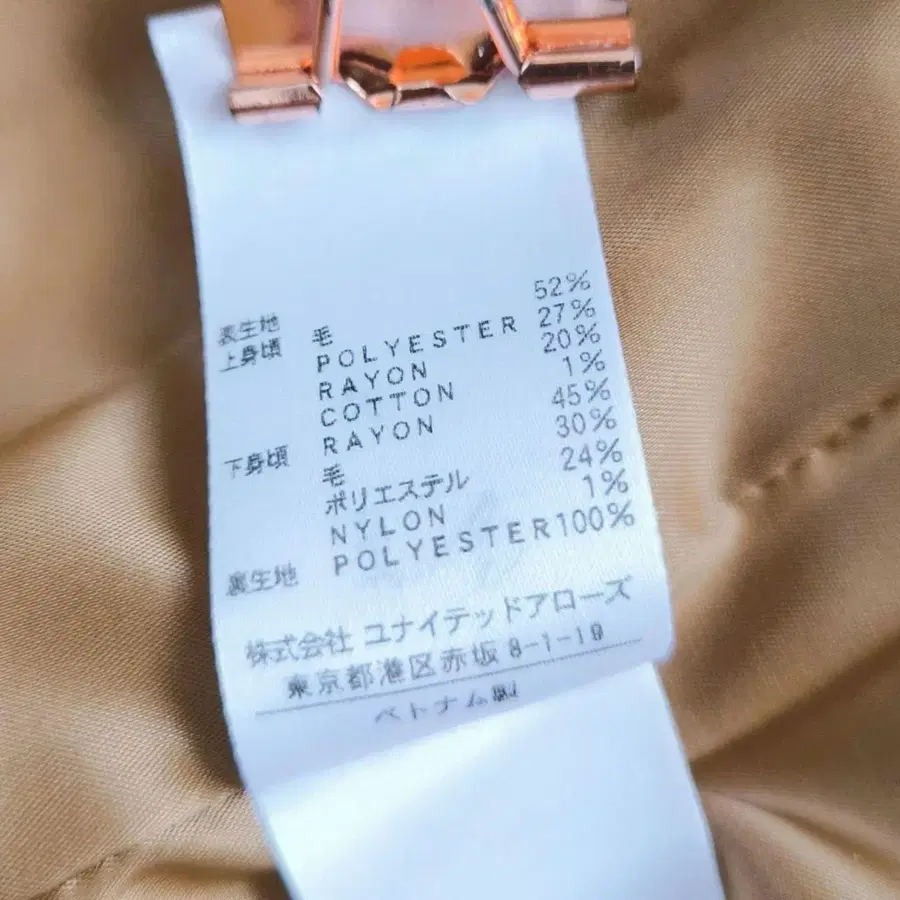 表生地
上身頃 毛 52%
POLYESTER 27%
RAYON 20%
COTTON 1%
下身頃 RAYON 45%
毛 30%
ポリエステル 24%
NYLON 1%
裏生地 POLYESTER 100%
株式会社 ユナイテッドアローズ
東京都港区赤坂 8-1-19
ベトナム製